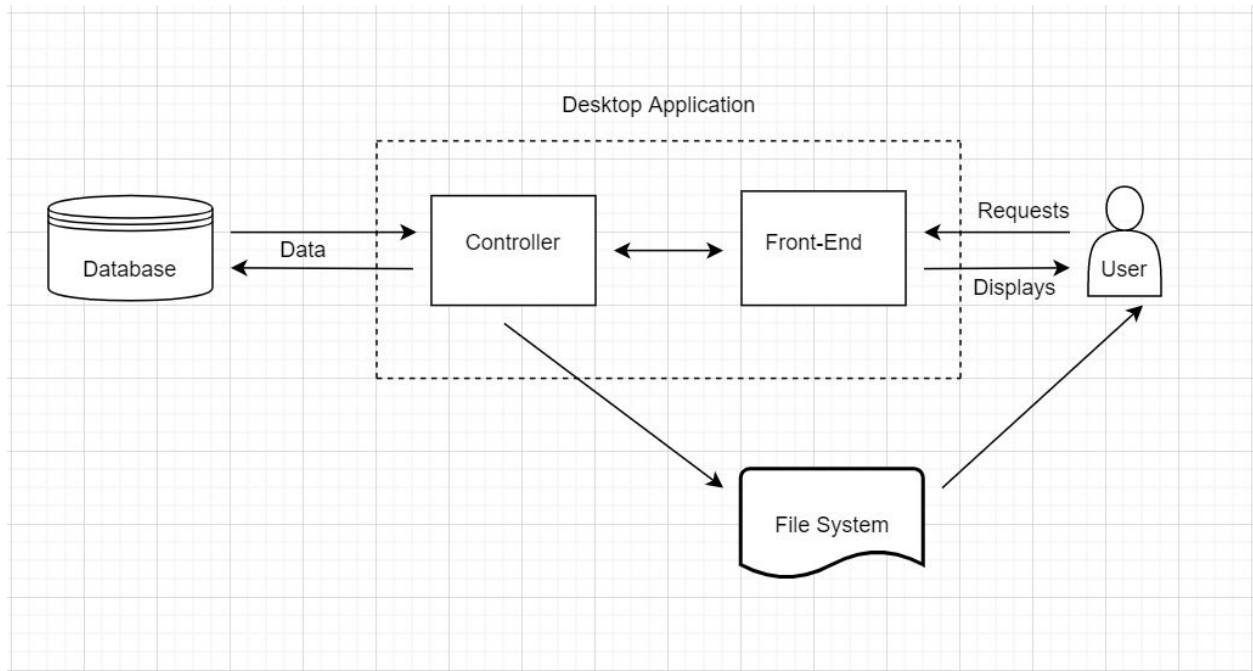 Desktop Application
Database
Data
Controller
Front-End
Requests
Displays
User
File System